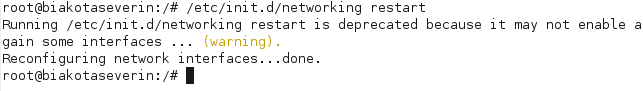 root@biakotaseverin:/# /etc/init.d/networking restart
Running /etc/init.d/networking restart is deprecated because it may not enable a
gain some interfaces ... (warning).
Reconfiguring network interfaces...done.
root@biakotaseverin:/#